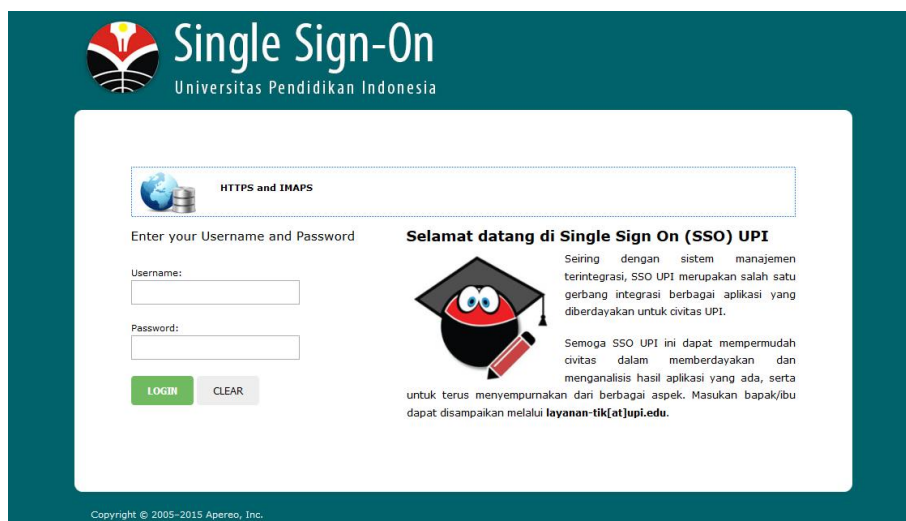 Single Sign-On
Universitas Pendidikan Indonesia
HTTPS and IMAPS
Enter your Username and Password
Username:
Password:
LOGIN
CLEAR
Selamat datang di Single Sign On (SSO) UPI
Seiring dengan sistem manajemen
terintegrasi, SSO UPI merupakan salah satu
gerbang integrasi berbagai aplikasi yang
diberdayakan untuk civitas UPI.
Semoga SSO UPI ini dapat mempermudah
civitas dalam memberdayakan dan
menganalisis hasil aplikasi yang ada, serta
untuk terus menyempurnakan dari berbagai aspek. Masukan bapak/ibu
dapat disampaikan melalui layanan-tik[at]upi.edu.
Copyright © 2005–2015 Apereo, Inc.